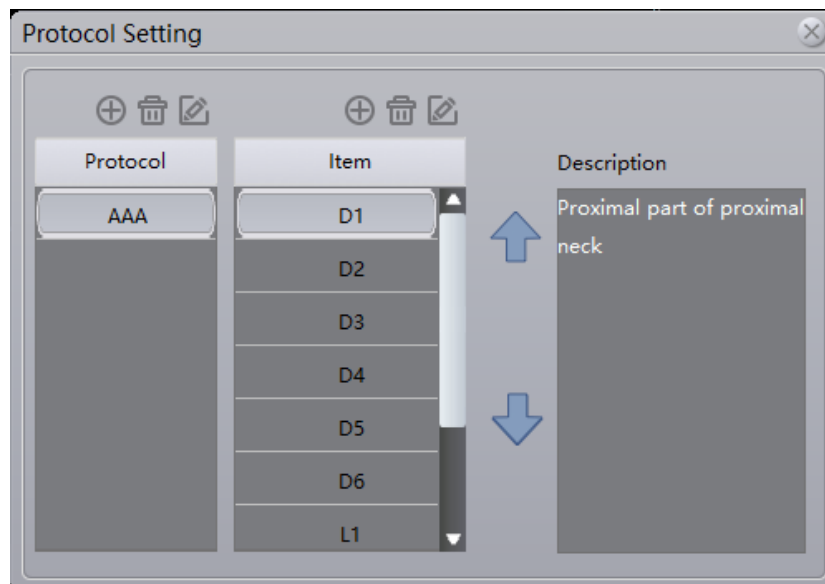 Protocol Setting
Protocol
Item
Description
AAA
D1
D2
D3
D4
D5
D6
L1
Proximal part of proximal
neck